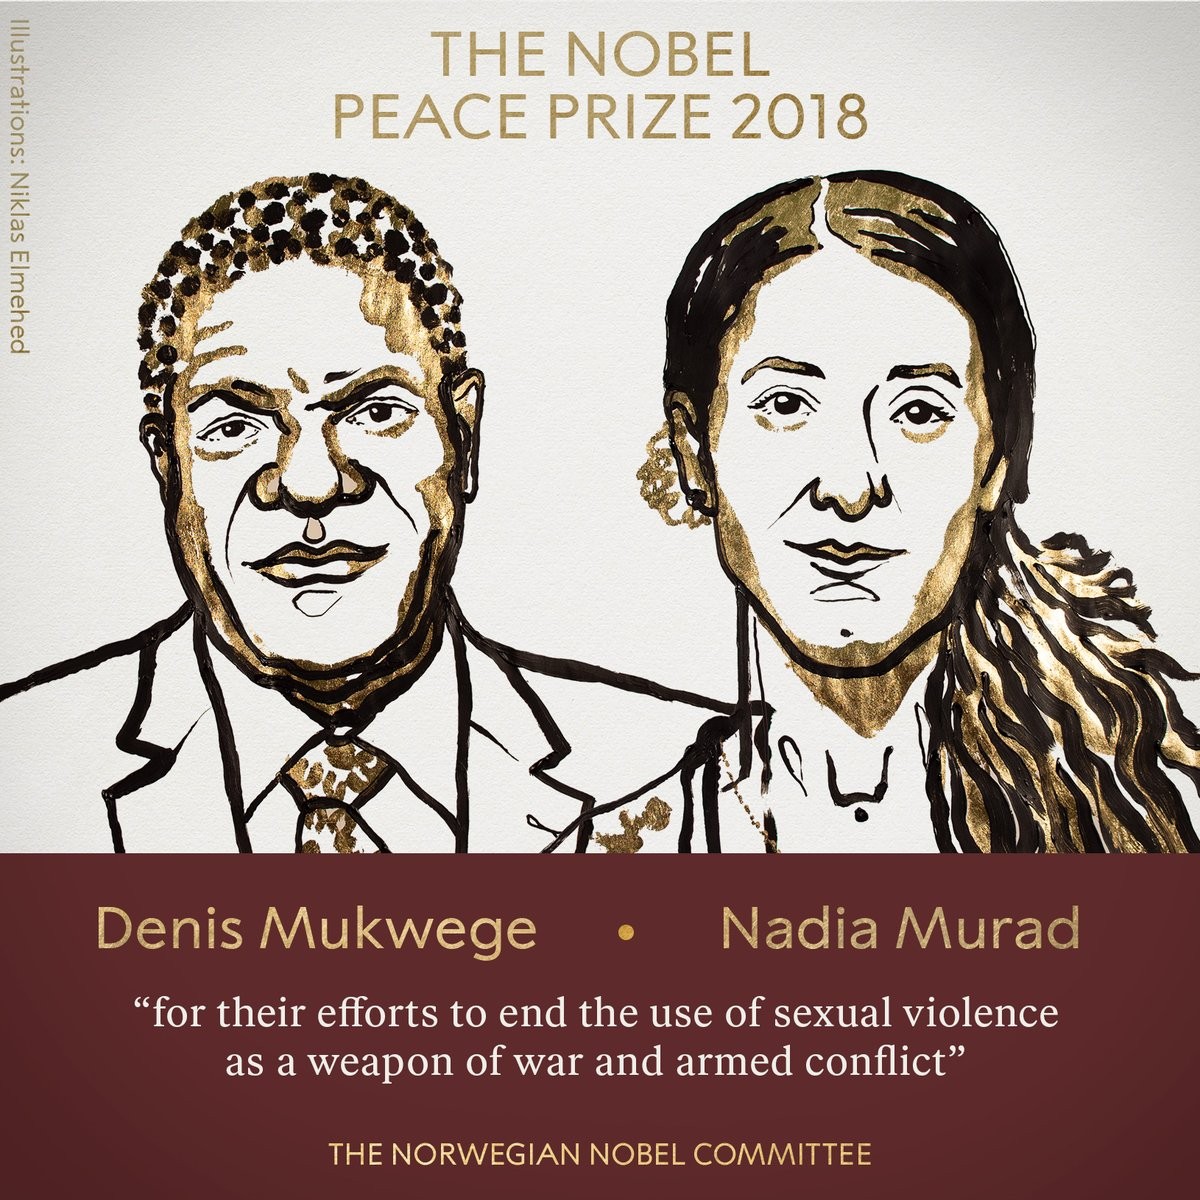 THE NOBEL
PEACE PRIZE 2018
Illustrations: Niklas Elmehed
Denis Mukwege • Nadia Murad
“for their efforts to end the use of sexual violence
as a weapon of war and armed conflict”
THE NORWEGIAN NOBEL COMMITTEE